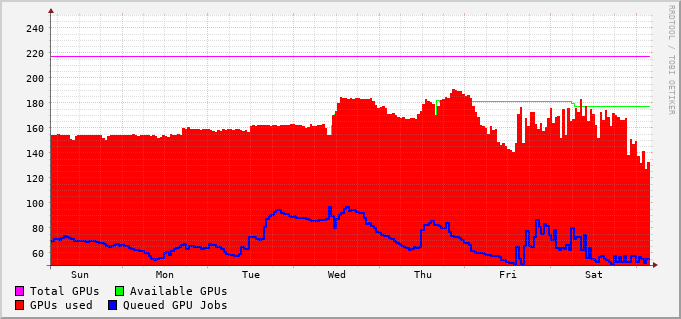 RRDTOOL / TOBI OETIKER
240
220
200
180
160
140
120
100
80
60
Sun Mon Tue Wed Thu Fri Sat
Total GPUs Available GPUs
GPUs used Queued GPU Jobs